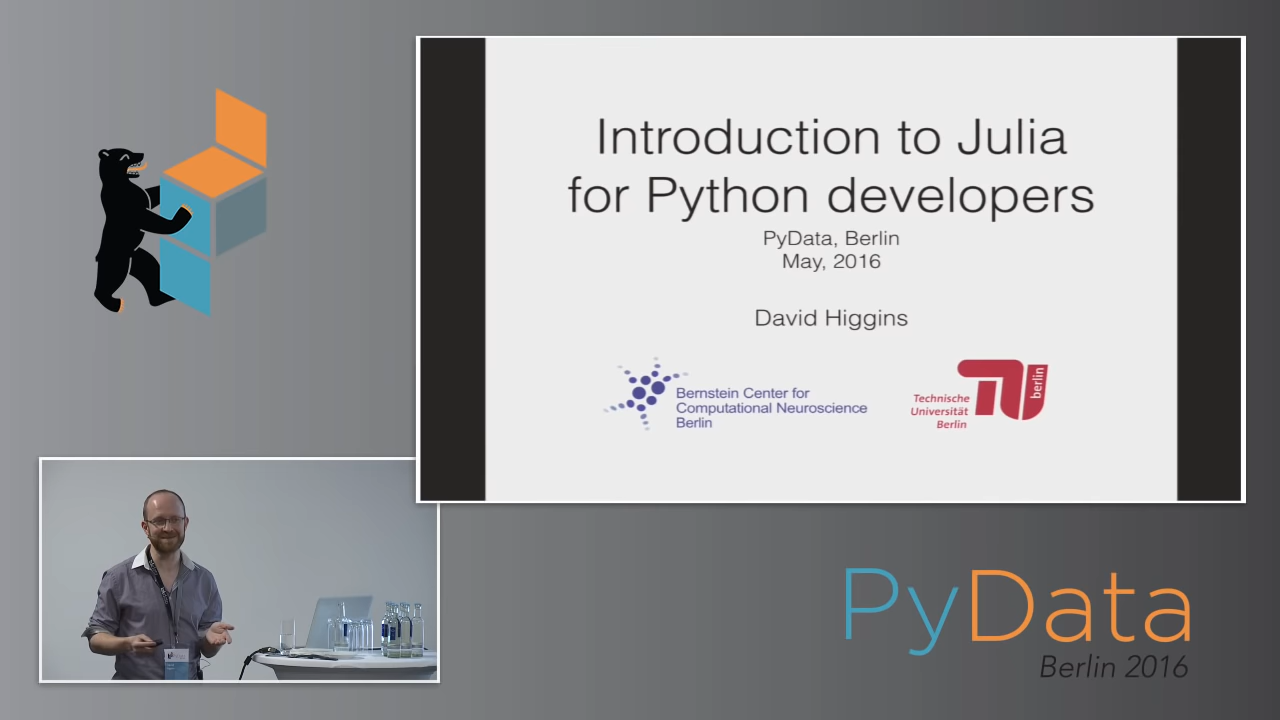 Introduction to Julia
for Python developers
PyData, Berlin
May, 2016
David Higgins
Bernstein Center for
Computational Neuroscience
Berlin
Technische
Universität
Berlin
berlin
PyData
Berlin 2016